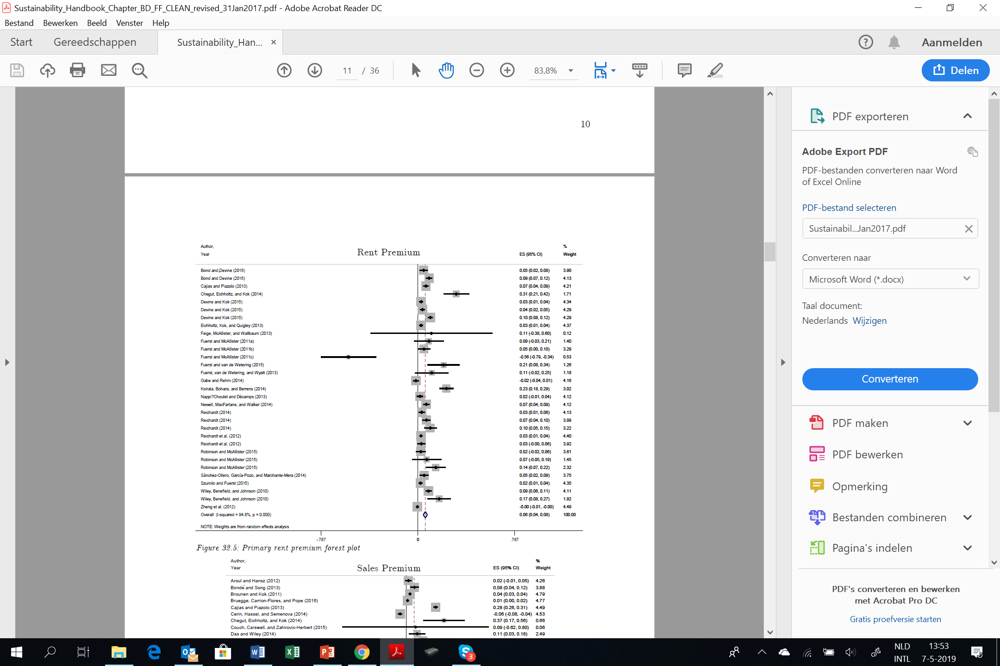 Sustainability_Handbook_Chapter_BD_FF_CLEAN_revised_31Jan2017.pdf - Adobe Acrobat Reader DC
Bestand Bewerken Beeld Venster Help
Start Gereedschappen Sustainability_Han... Aanmelden
11 / 36 83,8% Delen
10
Author,
Year Rent Premium ES (95% CI) % Weight
Bond and Devine (2016) 0.05 (0.02, 0.08) 3.90
Bond and Devine (2016) 0.09 (0.07, 0.12) 4.13
Cajias and Piazolo (2013) 0.07 (0.04, 0.09) 4.21
Chegut, Eichholtz, and Kok (2014) 0.31 (0.21, 0.42) 1.71
Devine and Kok (2015) 0.03 (0.01, 0.04) 4.34
Devine and Kok (2015) 0.04 (0.02, 0.05) 4.29
Devine and Kok (2015) 0.10 (0.08, 0.12) 4.29
Eichholtz, Kok, and Quigley (2013) 0.03 (0.01, 0.04) 4.37
Feige, McAllister, and Wallbaum (2013) 0.11 (-0.38, 0.60) 0.12
Fuerst and McAllister (2011a) 0.09 (-0.03, 0.21) 1.40
Fuerst and McAllister (2011b) 0.05 (0.00, 0.10) 3.29
Fuerst and McAllister (2011c) -0.56 (-0.79, -0.34) 0.53
Fuerst and van de Wetering (2015) 0.21 (0.08, 0.34) 1.26
Fuerst, van de Wetering, and Wyatt (2013) 0.11 (-0.02, 0.25) 1.18
Gabe and Rehm (2014) -0.02 (-0.04, 0.01) 4.16
Koirala, Bohara, and Berrens (2014) 0.23 (0.18, 0.29) 3.02
Nappi?Choulet and Décamps (2013) 0.02 (-0.01, 0.04) 4.12
Newell, MacFarlane, and Walker (2014) 0.07 (0.04, 0.09) 4.12
Reichardt (2014) 0.03 (0.01, 0.06) 4.13
Reichardt (2014) 0.07 (0.04, 0.10) 3.89
Reichardt (2014) 0.10 (0.05, 0.15) 3.22
Reichardt et al. (2012) 0.03 (0.01, 0.04) 4.40
Reichardt et al. (2012) 0.03 (-0.00, 0.06) 3.92
Robinson and McAllister (2015) 0.02 (-0.02, 0.06) 3.61
Robinson and McAllister (2015) 0.07 (-0.05, 0.19) 1.45
Robinson and McAllister (2015) 0.14 (0.07, 0.22) 2.32
Sánchez-Ollero, García-Pozo, and Marchante-Mera (2014) 0.05 (0.02, 0.09) 3.75
Szumilo and Fuerst (2015) 0.02 (0.01, 0.04) 4.35
Wiley, Benefield, and Johnson (2010) 0.09 (0.06, 0.11) 4.11
Wiley, Benefield, and Johnson (2010) 0.17 (0.08, 0.27) 1.92
Zheng et al. (2012) -0.00 (-0.01, -0.00) 4.49
Overall (I-squared = 94.8%, p = 0.000) 0.06 (0.04, 0.08) 100.00
NOTE: Weights are from random effects analysis
-.787 0 .787
Figure 32.5: Primary rent premium forest plot
Author,
Year Sales Premium ES (95% CI) % Weight
Aroul and Hansz (2012) 0.02 (-0.01, 0.05) 4.26
Bonde and Song (2013) 0.08 (0.04, 0.12) 3.88
Brounen and Kok (2011) 0.04 (0.03, 0.04) 4.79
Bruegge, Carrion-Flores, and Pope (2016) 0.01 (0.00, 0.02) 4.77
Cajias and Piazolo (2013) 0.28 (0.26, 0.31) 4.49
Cerin, Hassel, and Semenova (2014) -0.06 (-0.08, -0.04) 4.53
Chegut, Eichholtz, and Kok (2014) 0.37 (0.17, 0.56) 0.66
Couch, Carswell, and Zahirovic-Herbert (2015) 0.09 (-0.62, 0.80) 0.06
Das and Wiley (2014) 0.11 (0.03, 0.18) 2.49
PDF exporteren
Adobe Export PDF
PDF-bestanden converteren naar Word
of Excel Online
PDF-bestand selecteren
Sustainabil...Jan2017.pdf
Converteren naar
Microsoft Word (*.docx)
Taal document:
Nederlands Wijzigen
Converteren
PDF maken
PDF bewerken
Opmerking
Bestanden combineren
Pagina's indelen
PDF's converteren en bewerken
met Acrobat Pro DC
Gratis proefversie starten
3
NLD
INTL
13:53
7-5-2019